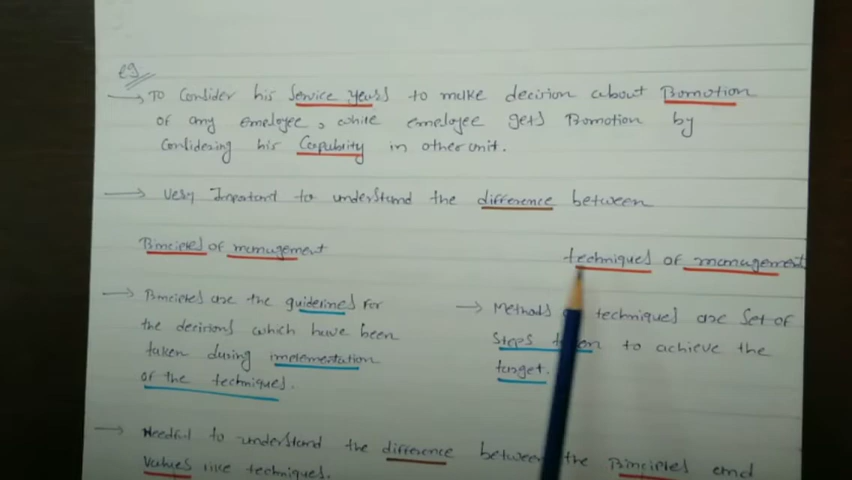 eg
→ To Consider his Service years to make decision about Promotion
of any employee, while employee gets Promotion by
Considering his Capability in other unit.
→ Very Important to understand the difference between
Principles of management
techniques of management
→ Principles are the guidelines for
the decisions which have been
taken during implementation
of the techniques.
→ Methods techniques are set of
Steps to achieve the
target.
→ Needful to understand the difference between the Principles and
values like techniques.